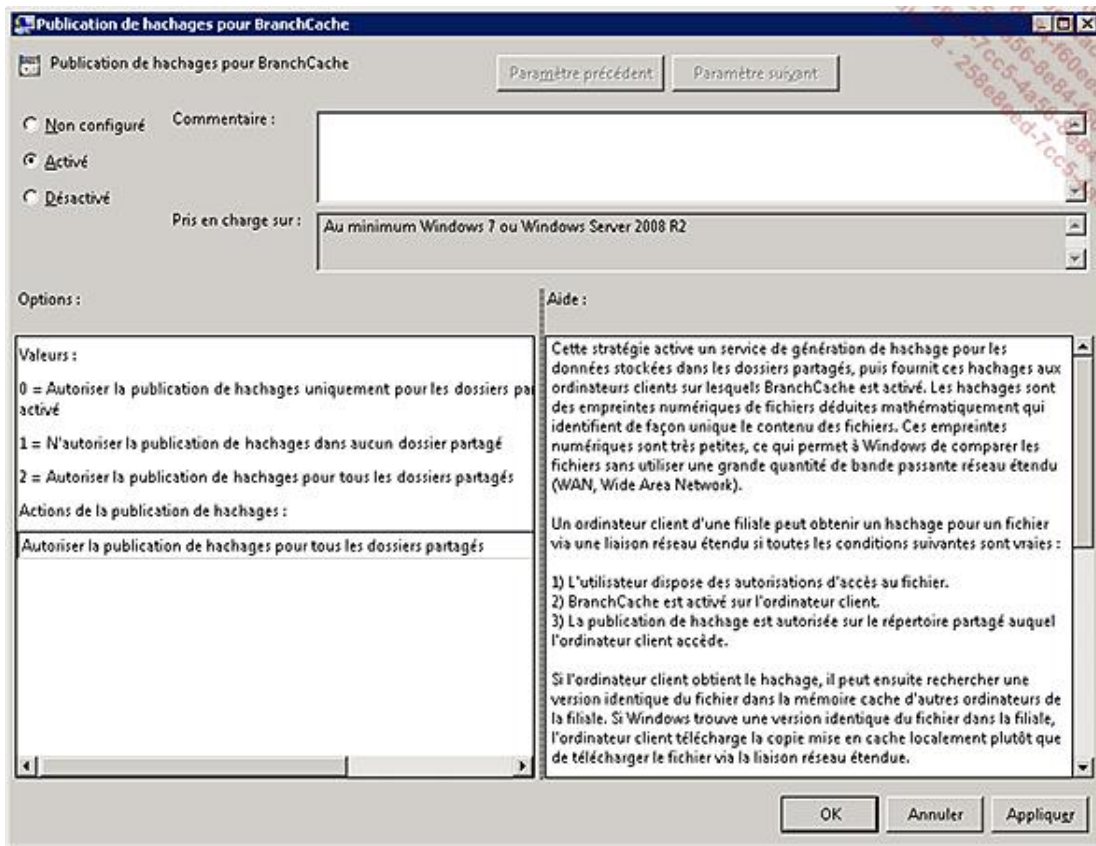 Publication de hachages pour BranchCache
Publication de hachages pour BranchCache
Paramètre précédent
Paramètre suivant
Non configuré
Activé
Désactivé
Commentaire :
Pris en charge sur :
Au minimum Windows 7 ou Windows Server 2008 R2
Options :
Valeurs :
0 = Autoriser la publication de hachages uniquement pour les dossiers par
activé
1 = N'autoriser la publication de hachages dans aucun dossier partagé
2 = Autoriser la publication de hachages pour tous les dossiers partagés
Actions de la publication de hachages :
Autoriser la publication de hachages pour tous les dossiers partagés
Aide :
Cette stratégie active un service de génération de hachage pour les
données stockées dans les dossiers partagés, puis fournit ces hachages aux
ordinateurs clients sur lesquels BranchCache est activé. Les hachages sont
des empreintes numériques de fichiers déduites mathématiquement qui
identifient de façon unique le contenu des fichiers. Ces empreintes
numériques sont très petites, ce qui permet à Windows de comparer les
fichiers sans utiliser une grande quantité de bande passante réseau étendu
(WAN, Wide Area Network).
Un ordinateur client d'une filiale peut obtenir un hachage pour un fichier
via une liaison réseau étendu si toutes les conditions suivantes sont vraies :
1) L'utilisateur dispose des autorisations d'accès au fichier.
2) BranchCache est activé sur l'ordinateur client.
3) La publication de hachage est autorisée sur le répertoire partagé auquel
l'ordinateur client accède.
Si l'ordinateur client obtient le hachage, il peut ensuite rechercher une
version identique du fichier dans la mémoire cache d'autres ordinateurs de
la filiale. Si Windows trouve une version identique du fichier dans la filiale,
l'ordinateur client télécharge la copie mise en cache localement plutôt que
de télécharger le fichier via la liaison réseau étendue.
OK
Annuler
Appliquer